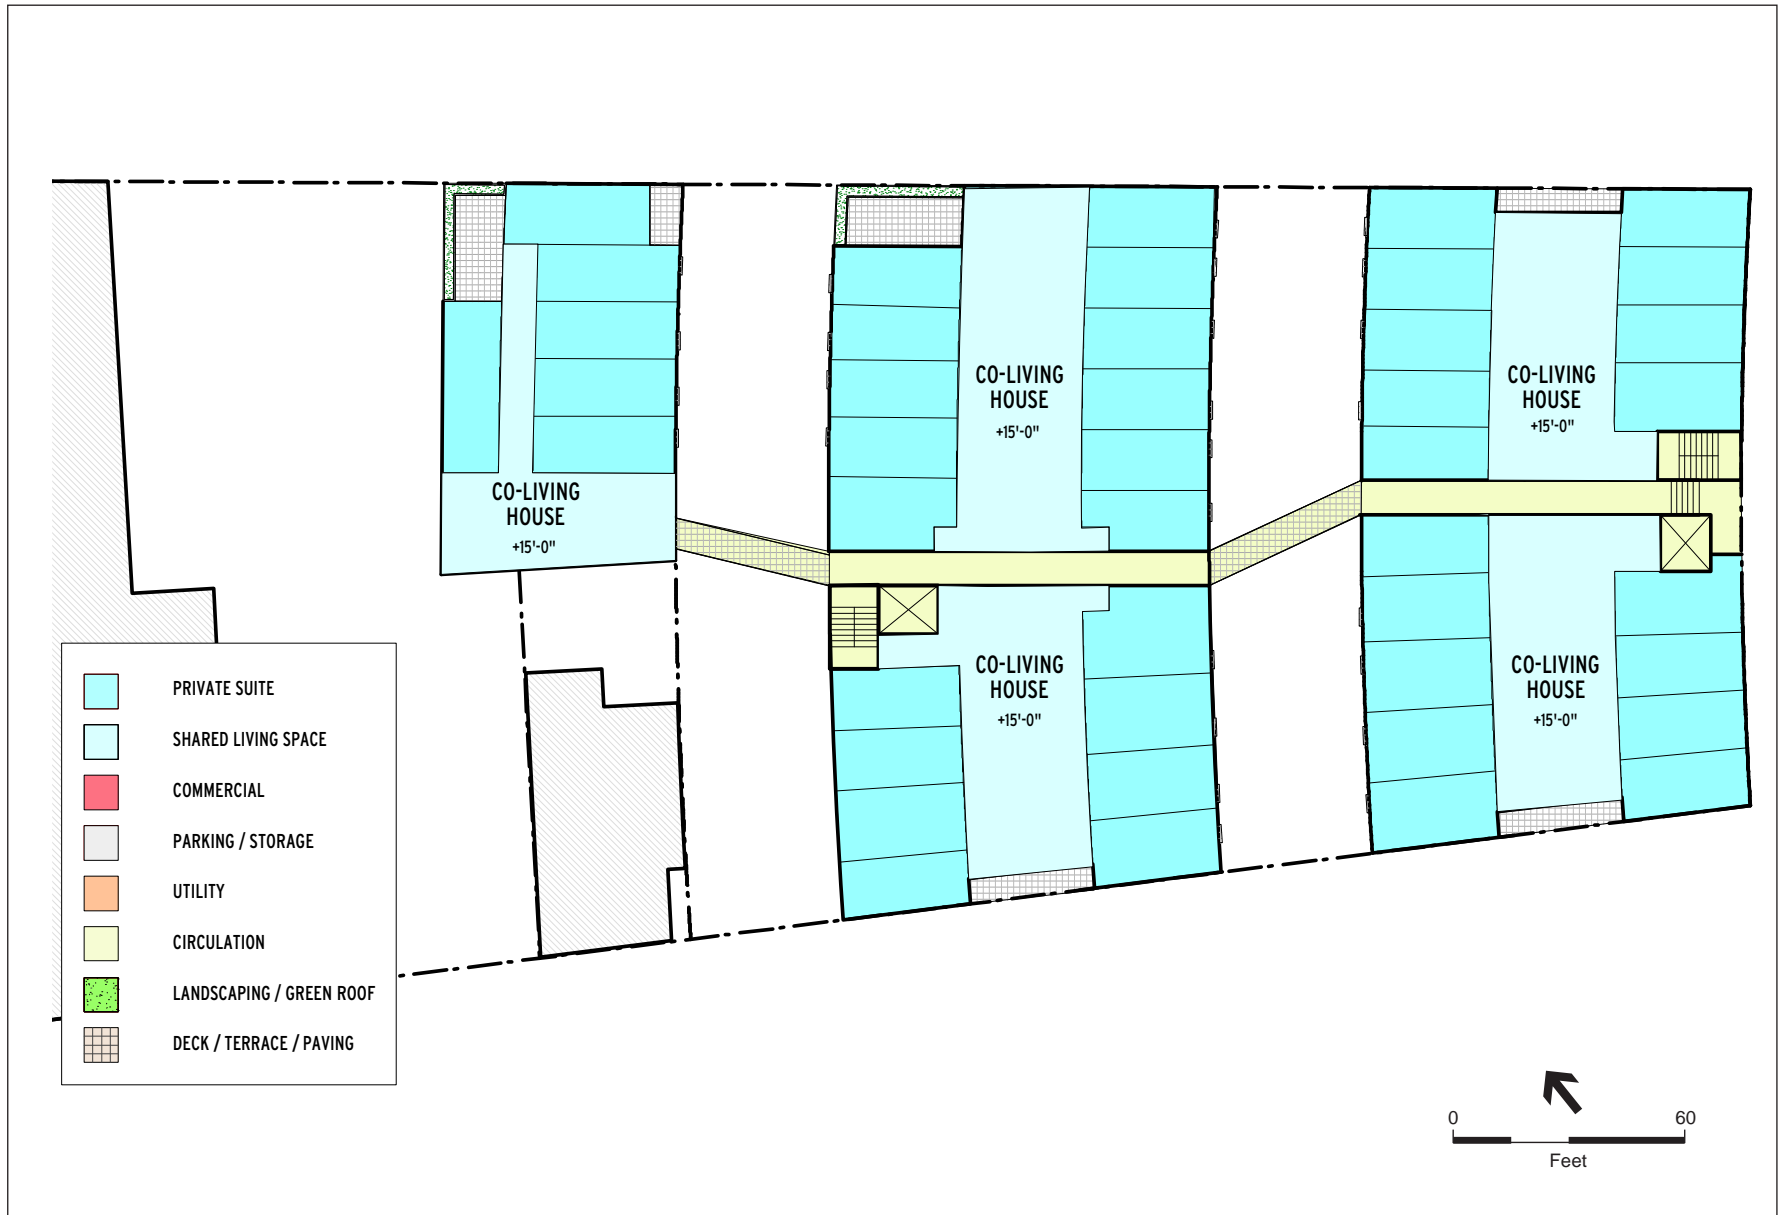 CO-LIVING
HOUSE
+15'-0"
CO-LIVING
HOUSE
+15'-0"
CO-LIVING
HOUSE
+15'-0"
CO-LIVING
HOUSE
+15'-0"
CO-LIVING
HOUSE
+15'-0"
PRIVATE SUITE
SHARED LIVING SPACE
COMMERCIAL
PARKING / STORAGE
UTILITY
CIRCULATION
LANDSCAPING / GREEN ROOF
DECK / TERRACE / PAVING
0 60
Feet